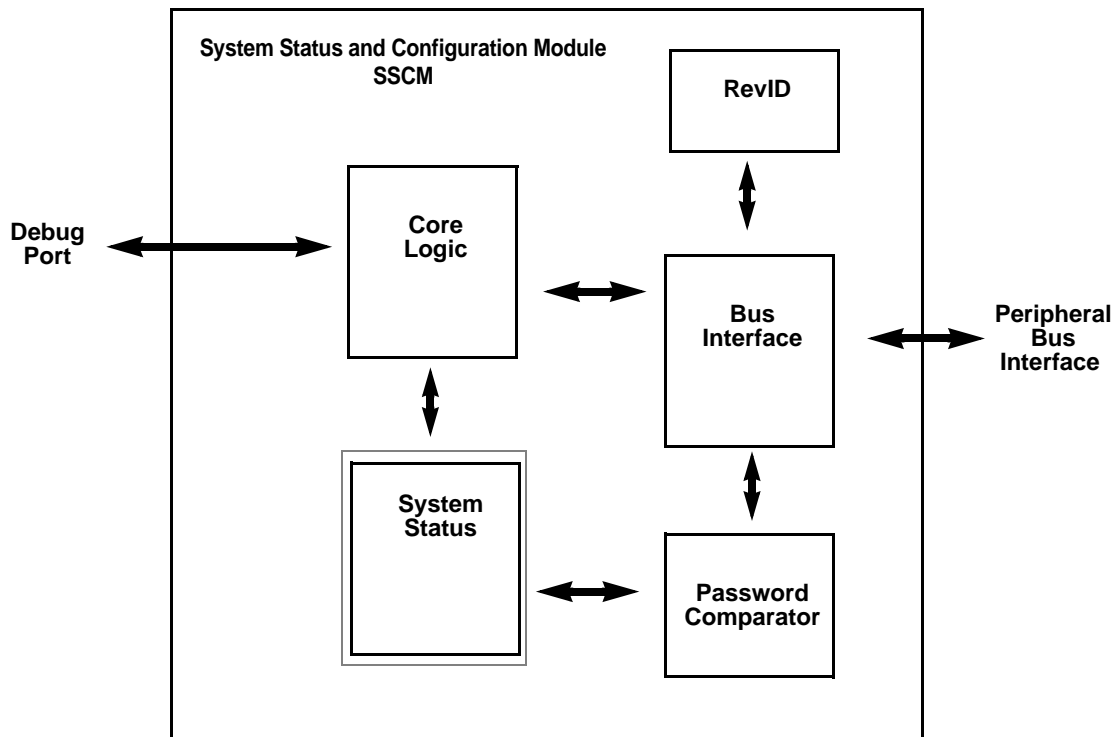 System Status and Configuration Module
SSCM
RevID
Debug
Port
Core
Logic
Bus
Interface
Peripheral
Bus
Interface
System
Status
Password
Comparator